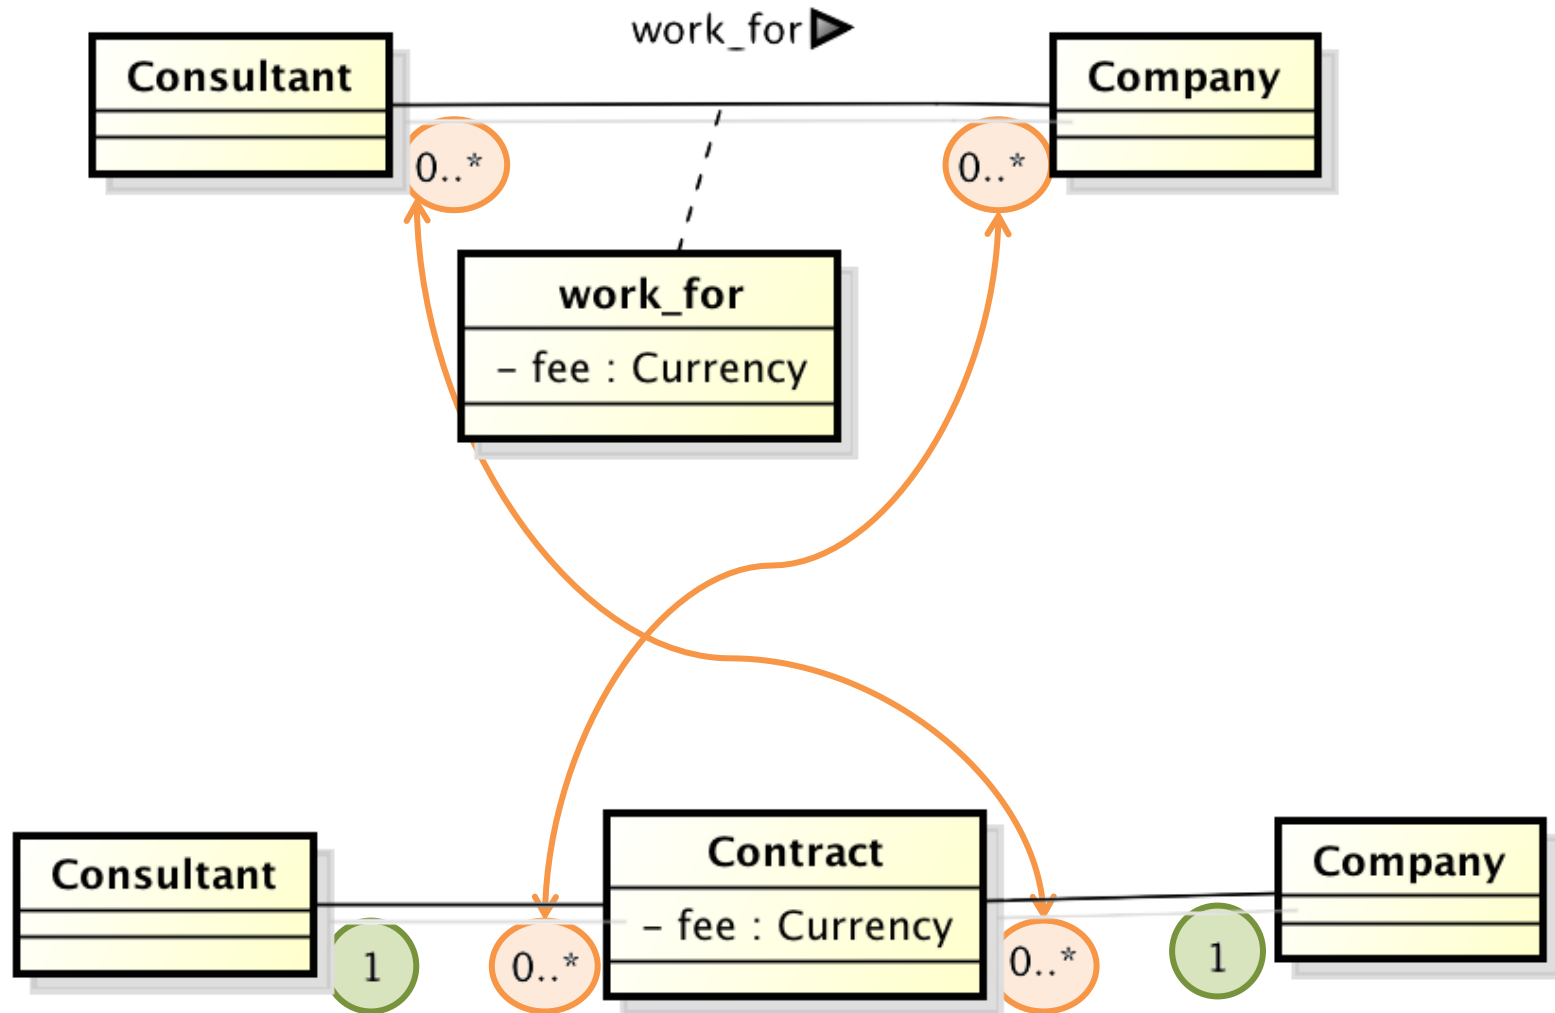 work_for
Consultant
Company
0..*
0..*
work_for
- fee : Currency
Contract
Consultant
Company
- fee : Currency
1
0..*
0..*
1